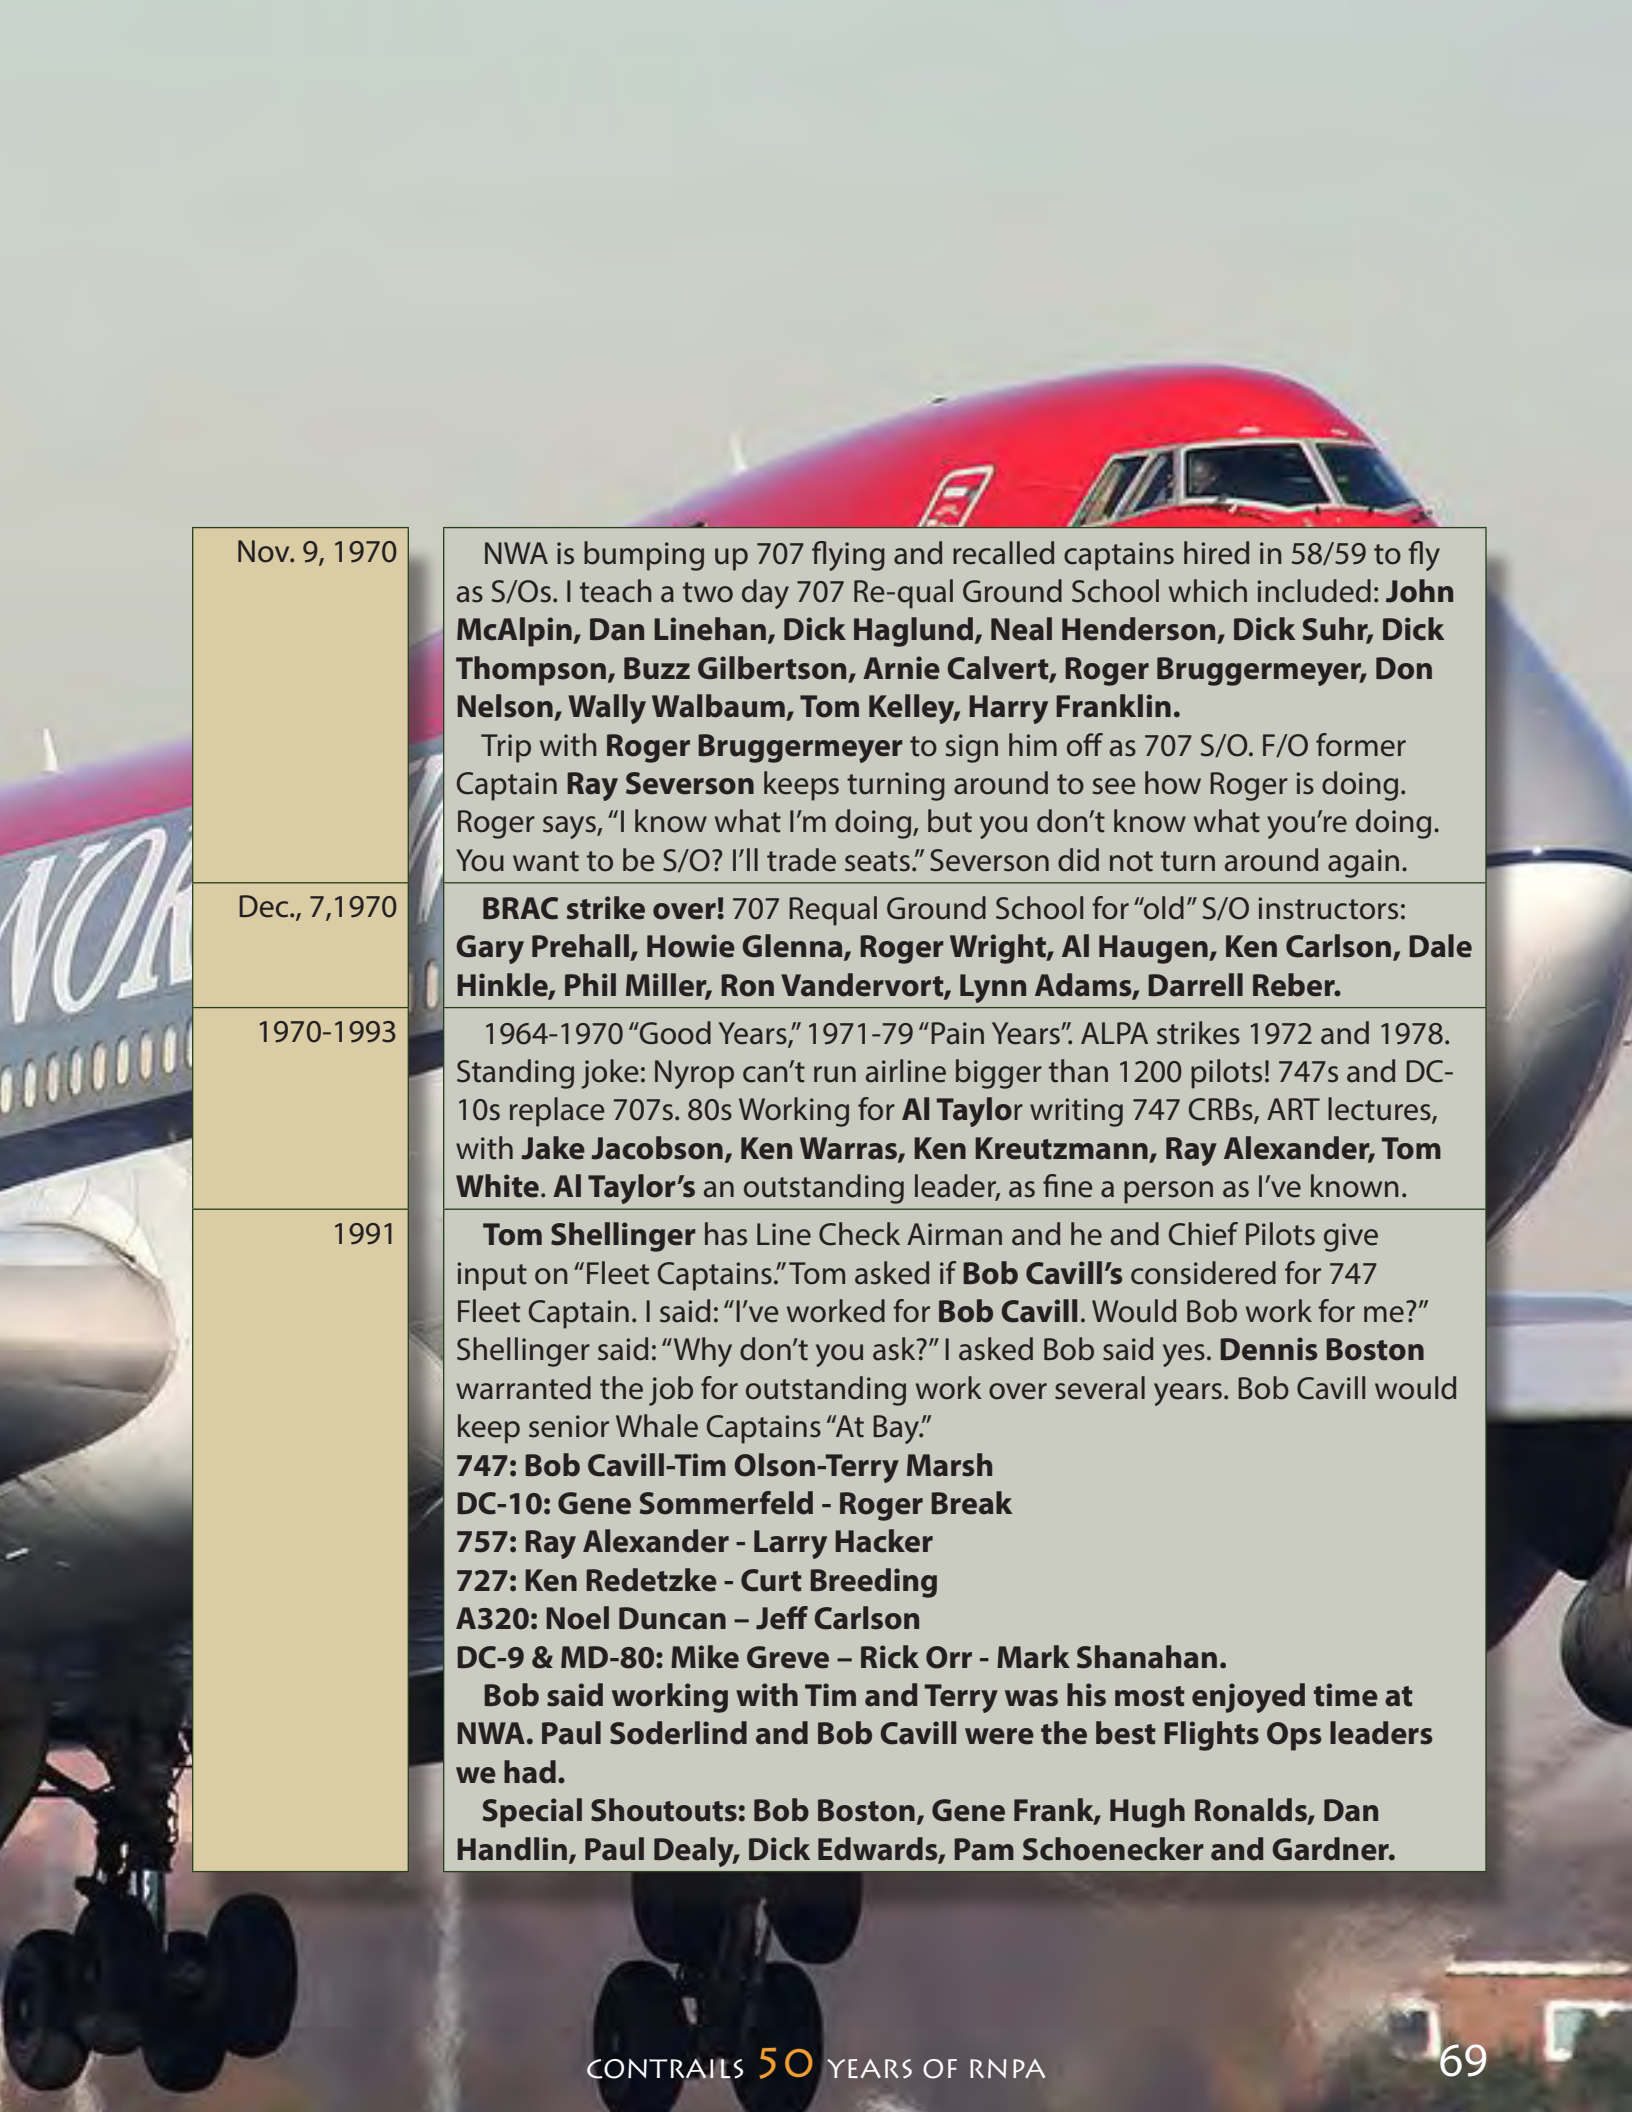 Nov. 9, 1970
NWA is bumping up 707 flying and recalled captains hired in 58/59 to fly
as S/Os. I teach a two day 707 Re-qual Ground School which included: John
McAlpin, Dan Linehan, Dick Haglund, Neal Henderson, Dick Suhr, Dick
Thompson, Buzz Gilbertson, Arnie Calvert, Roger Bruggermeyer, Don
Nelson, Wally Walbaum, Tom Kelley, Harry Franklin.
Trip with Roger Bruggermeyer to sign him off as 707 S/O. F/O former
Captain Ray Severson keeps turning around to see how Roger is doing.
Roger says, “I know what I’m doing, but you don’t know what you’re doing.
You want to be S/O? I’ll trade seats.” Severson did not turn around again.
Dec., 7,1970
BRAC strike over! 707 Requal Ground School for “old” S/O instructors:
Gary Prehall, Howie Glenna, Roger Wright, Al Haugen, Ken Carlson, Dale
Hinkle, Phil Miller, Ron Vandervort, Lynn Adams, Darrell Reber.
1970-1993
1964-1970 “Good Years,” 1971-79 “Pain Years”. ALPA strikes 1972 and 1978.
Standing joke: Nyrop can’t run airline bigger than 1200 pilots! 747s and DC-
10s replace 707s. 80s Working for Al Taylor writing 747 CRBs, ART lectures,
with Jake Jacobson, Ken Warras, Ken Kreutzmann, Ray Alexander, Tom
White. Al Taylor’s an outstanding leader, as fine a person as I’ve known.
1991
Tom Shellinger has Line Check Airman and he and Chief Pilots give
input on “Fleet Captains.” Tom asked if Bob Cavill’s considered for 747
Fleet Captain. I said: “I’ve worked for Bob Cavill. Would Bob work for me?”
Shellinger said: “Why don’t you ask?” I asked Bob said yes. Dennis Boston
warranted the job for outstanding work over several years. Bob Cavill would
keep senior Whale Captains “At Bay.”
747: Bob Cavill-Tim Olson-Terry Marsh
DC-10: Gene Sommerfeld - Roger Break
757: Ray Alexander - Larry Hacker
727: Ken Redetzke - Curt Breeding
A320: Noel Duncan – Jeff Carlson
DC-9 & MD-80: Mike Greve – Rick Orr - Mark Shanahan.
Bob said working with Tim and Terry was his most enjoyed time at
NWA. Paul Soderlind and Bob Cavill were the best Flights Ops leaders
we had.
Special Shoutouts: Bob Boston, Gene Frank, Hugh Ronalds, Dan
Handlin, Paul Dealy, Dick Edwards, Pam Schoenecker and Gardner.
CONTRAILS 50 YEARS OF RNPA
69